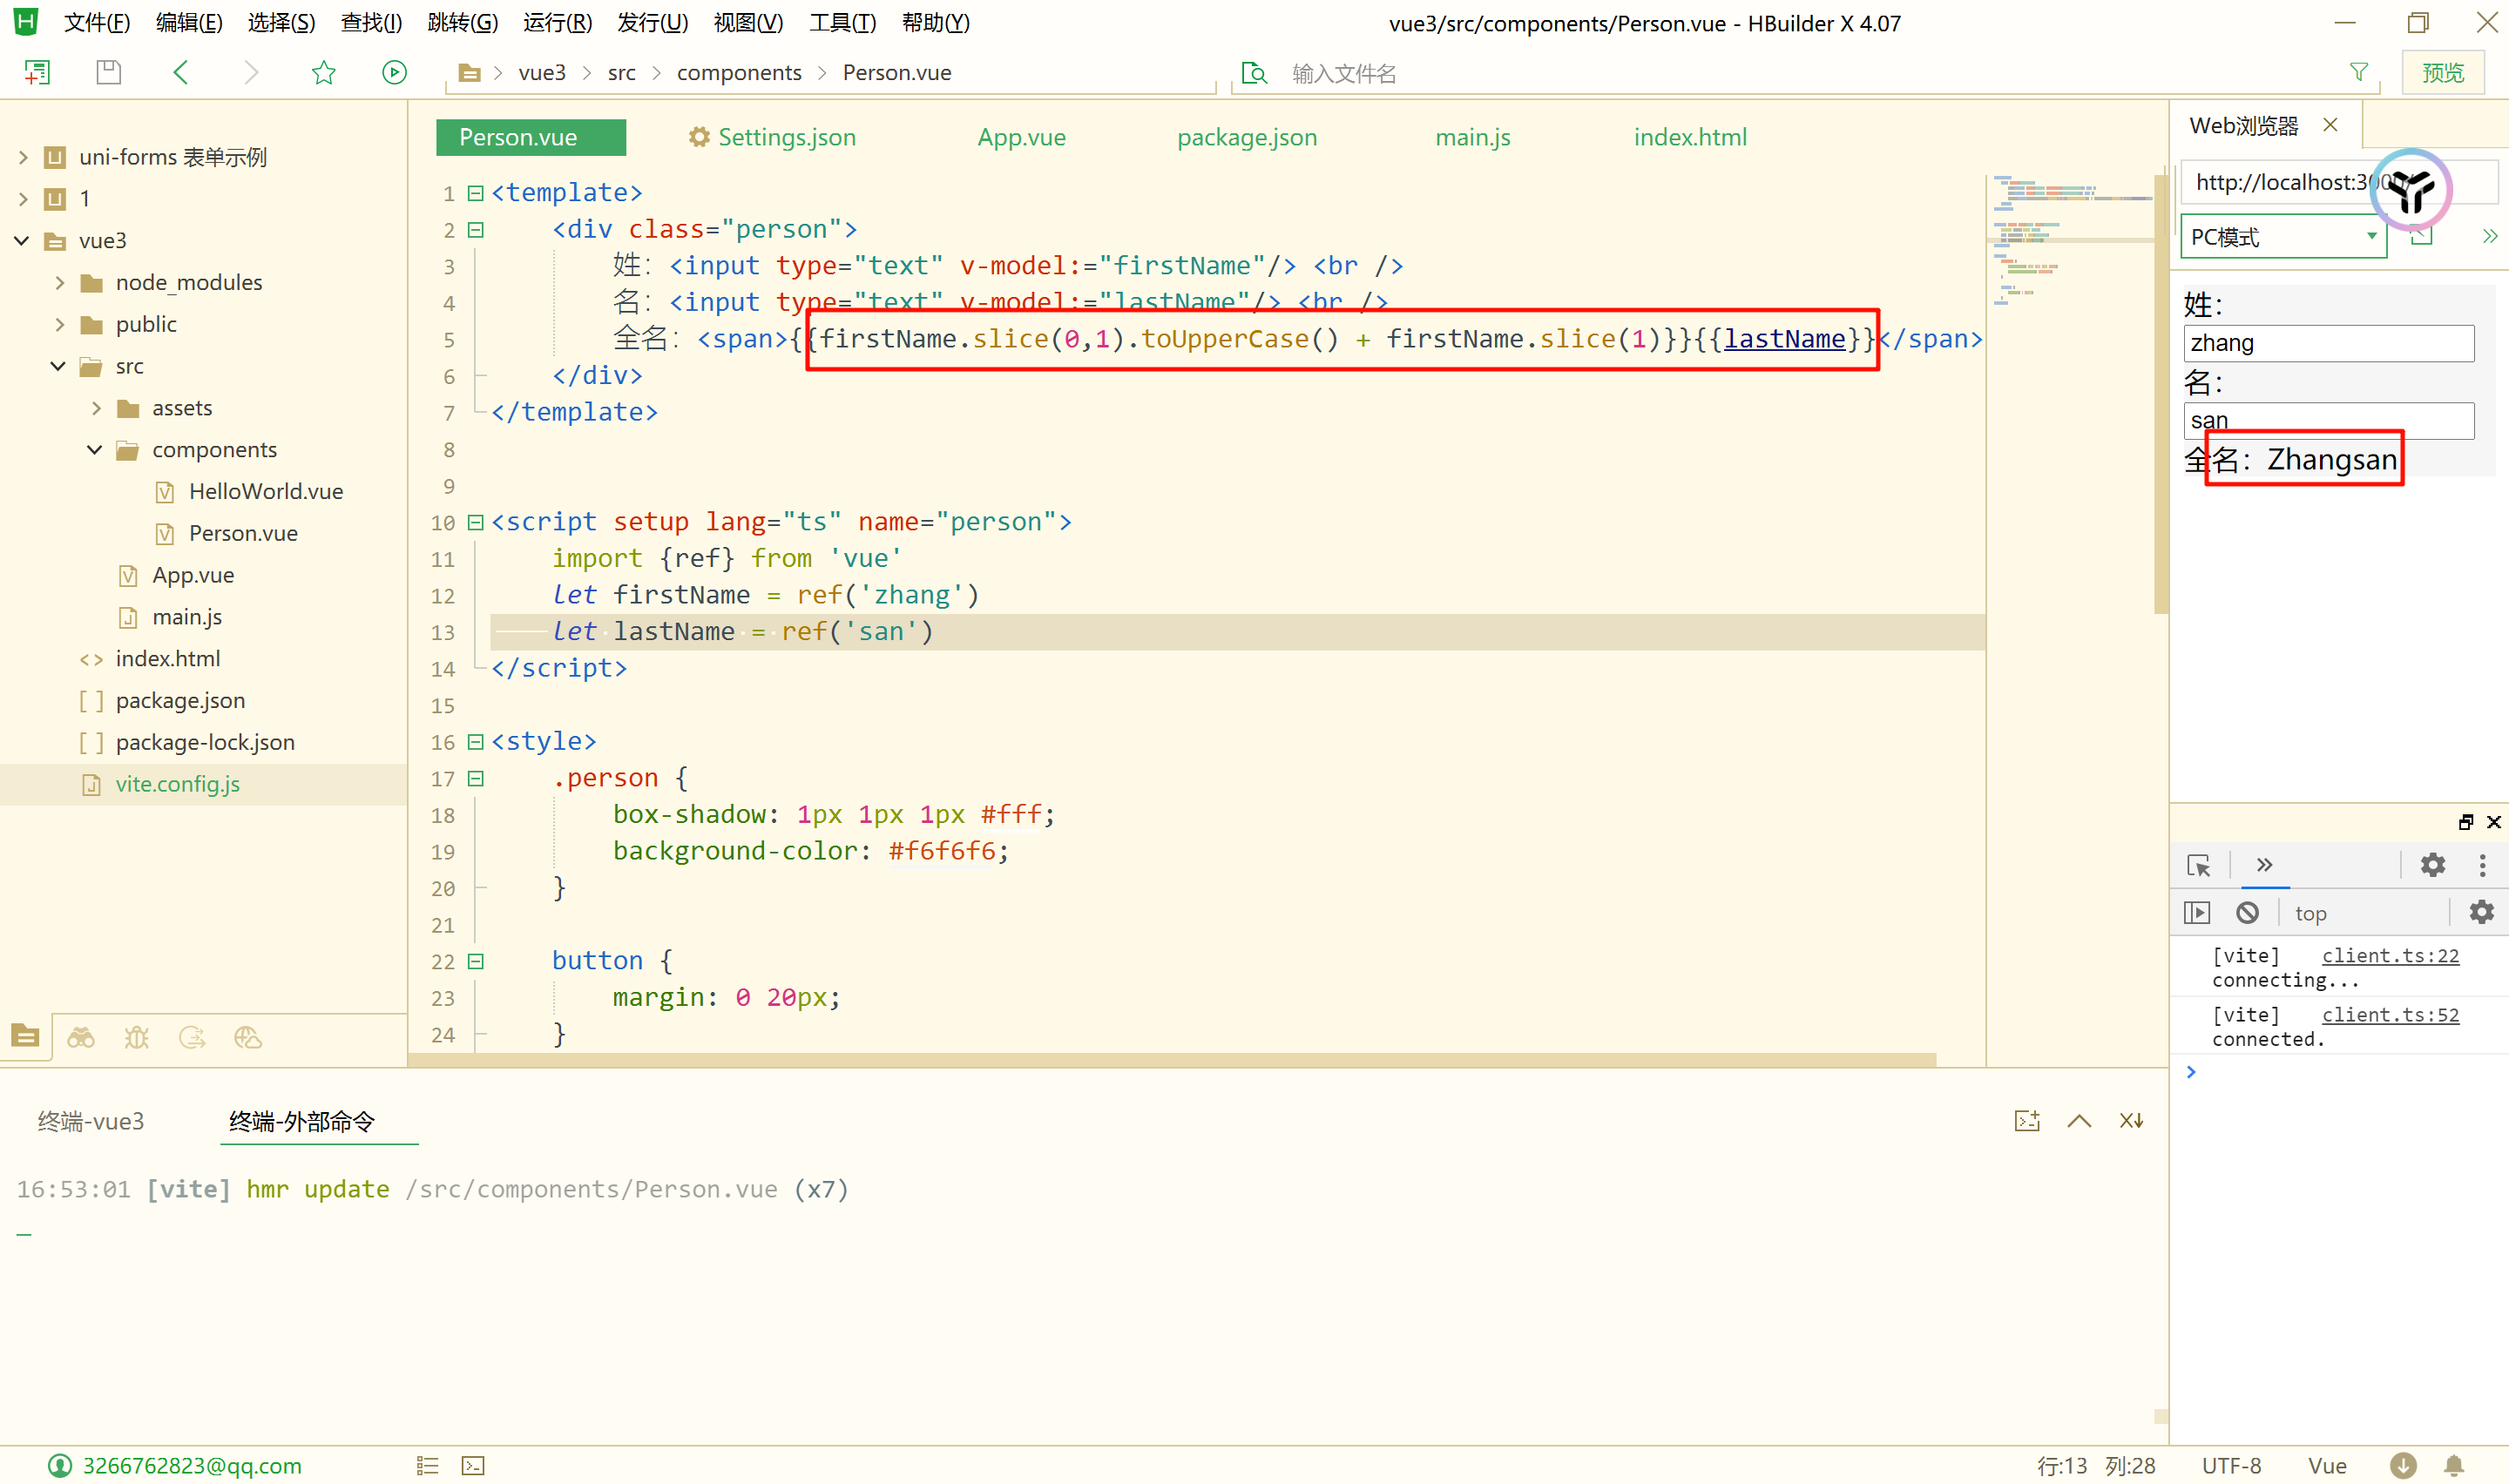 文件(F) 编辑(E) 选择(S) 查找(I) 跳转(G) 运行(R) 发行(U) 视图(V) 工具(T) 帮助(Y)
vue3/src/components/Person.vue - HBuilder X 4.07
vue3 src components Person.vue
输入文件名
预览
uni-forms 表单示例
1
vue3
node_modules
public
src
assets
components
HelloWorld.vue
Person.vue
App.vue
main.js
index.html
package.json
package-lock.json
vite.config.js
Person.vue Settings.json App.vue package.json main.js index.html
1 <template>
2 <div class="person">
3 姓：<input type="text" v-model:="firstName"/> <br />
4 名：<input type="text" v-model:="lastName"/> <br />
5 全名：<span>{{firstName.slice(0,1).toUpperCase() + firstName.slice(1)}}{{lastName}}</span>
6 </div>
7 </template>
8
9
10 <script setup lang="ts" name="person">
11 import {ref} from 'vue'
12 let firstName = ref('zhang')
13 let lastName = ref('san')
14 </script>
15
16 <style>
17 .person {
18 box-shadow: 1px 1px 1px #fff;
19 background-color: #f6f6f6;
20 }
21
22 button {
23 margin: 0 20px;
24 }
Web浏览器
http://localhost:300
PC模式
姓：
zhang
名：
san
全名：Zhangsan
top
[vite] client.ts:22
connecting...
[vite] client.ts:52
connected.
终端-vue3 终端-外部命令
16:53:01 [vite] hmr update /src/components/Person.vue (x7)
3266762823@qq.com
行:13 列:28 UTF-8 Vue